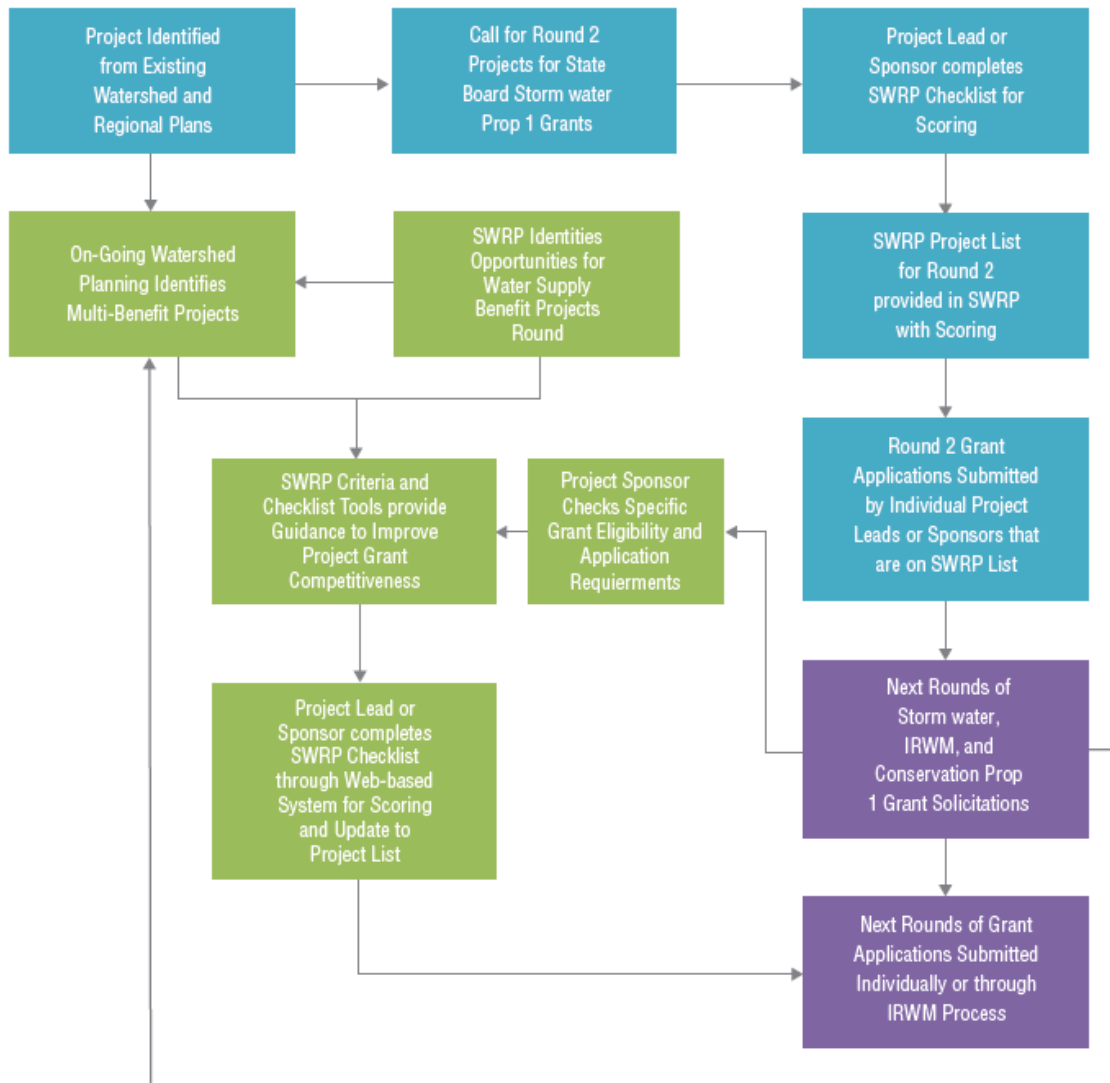 Project Identified
from Existing
Watershed and
Regional Plans
Call for Round 2
Projects for State
Board Storm water
Prop 1 Grants
Project Lead or
Sponsor completes
SWRP Checklist for
Scoring
On-Going Watershed
Planning Identifies
Multi-Benefit Projects
SWRP Identities
Opportunities for
Water Supply
Benefit Projects
Round
SWRP Project List
for Round 2
provided in SWRP
with Scoring
SWRP Criteria and
Checklist Tools provide
Guidance to Improve
Project Grant
Competitiveness
Project Sponsor
Checks Specific
Grant Eligibility and
Application
Requierments
Round 2 Grant
Applications Submitted
by Individual Project
Leads or Sponsors that
are on SWRP List
Project Lead or
Sponsor completes
SWRP Checklist
through Web-based
System for Scoring
and Update to
Project List
Next Rounds of
Storm water,
IRWM, and
Conservation Prop
1 Grant Solicitations
Next Rounds of Grant
Applications Submitted
Individually or through
IRWM Process